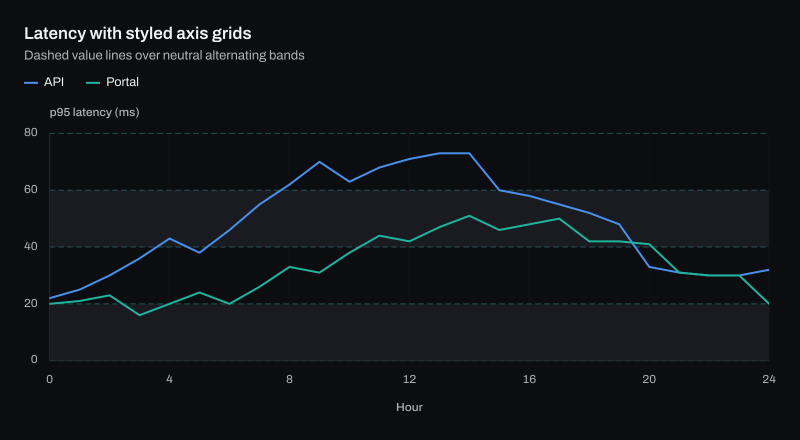 Latency with styled axis grids
Dashed value lines over neutral alternating bands
API Portal
p95 latency (ms)
80
60
40
20
0
0 4 8 12 16 20 24
Hour